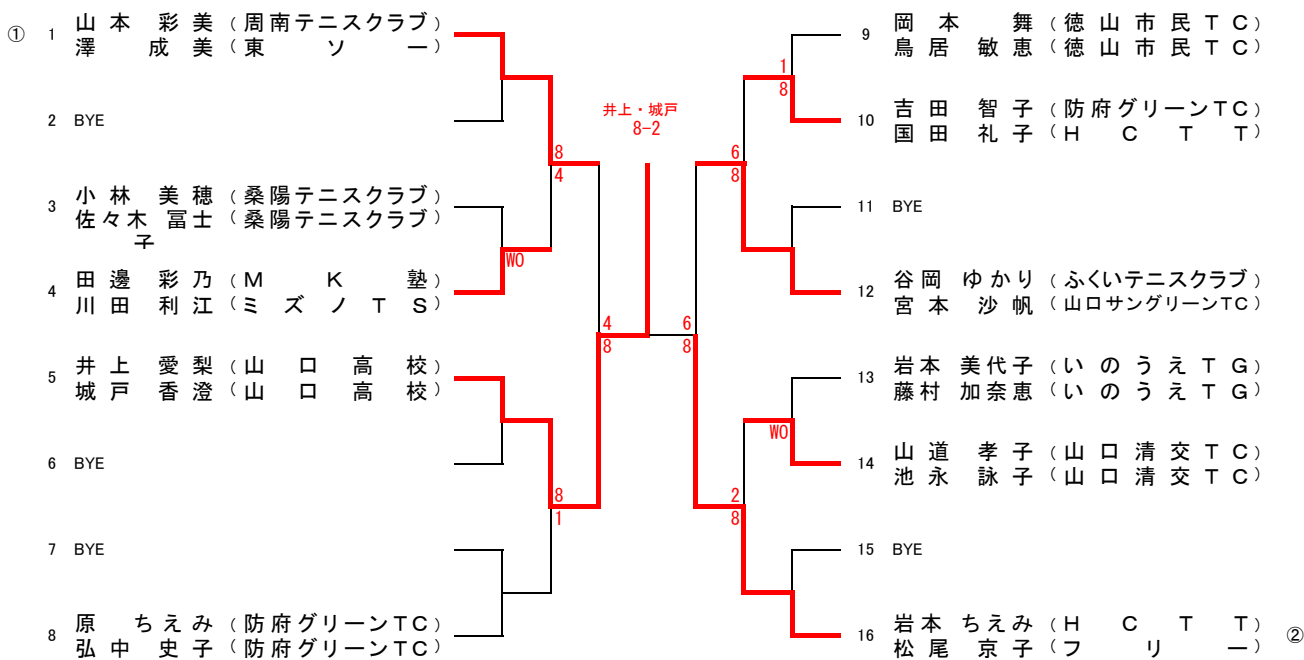 ① 1 山本 彩美（周南テニスクラブ）
澤 成美（東ソー）
2 BYE
3 小林 美穂（桑陽テニスクラブ）
佐々木 冨士（桑陽テニスクラブ）
子
WO
4 田邊 彩乃（MK塾）
川田 利江（ミズノTS）
8
4
5 井上 愛梨（山口高校）
城戸 香澄（山口高校）
6 BYE
8
1
7 BYE
8 原 ちえみ（防府グリーンTC）
弘中 史子（防府グリーンTC）
4
8
井上・城戸
8-2
6
8
9 岡本 舞（徳山市民TC）
鳥居 敏恵（徳山市民TC）
1
8
10 吉田 智子（防府グリーンTC）
国田 礼子（HCTT）
6
8
11 BYE
12 谷岡 ゆかり（ふくいテニスクラブ）
宮本 沙帆（山口サングリーンTC）
13 岩本 美代子（いのうえTG）
藤村 加奈恵（いのうえTG）
WO
14 山道 孝子（山口清交TC）
池永 詠子（山口清交TC）
2
8
15 BYE
16 岩本 ちえみ（HCTT） ②
松尾 京子（フリー）